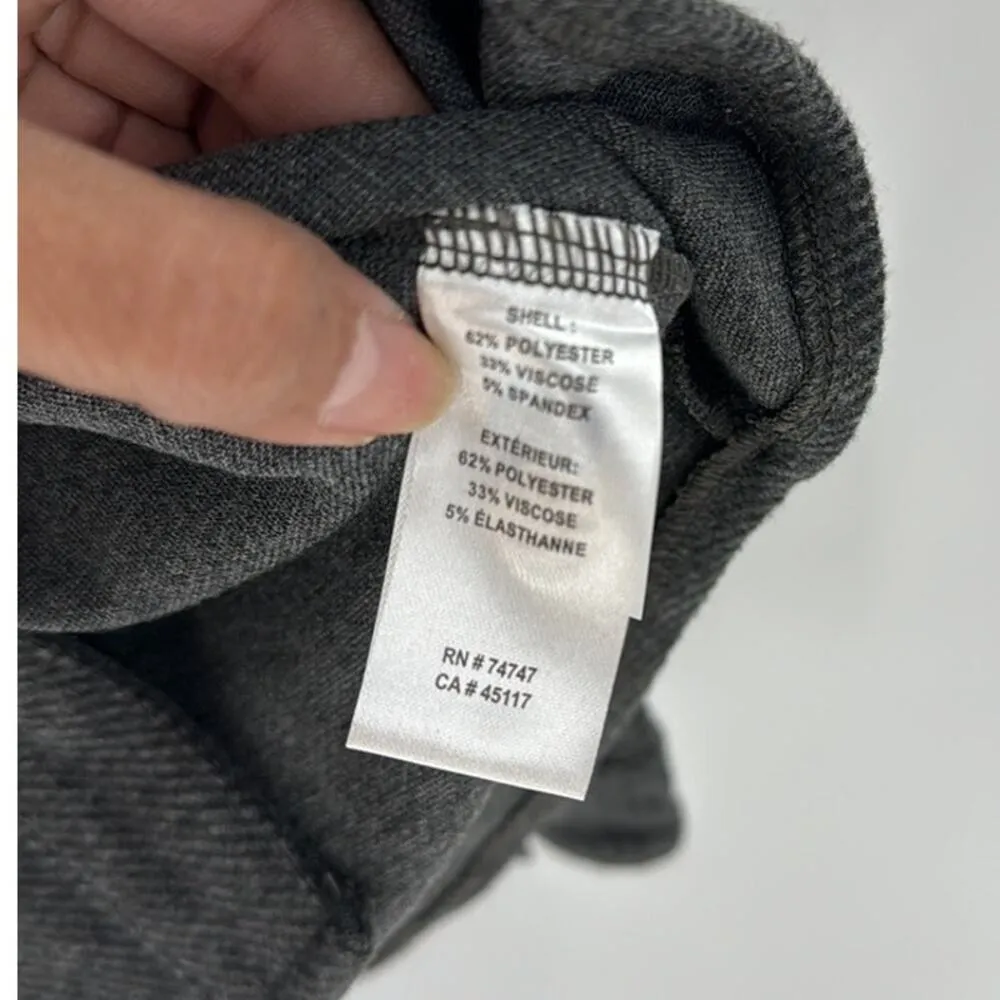 SHELL :
62% POLYESTER
33% VISCOSE
5% SPANDEX
EXTÉRIEUR:
62% POLYESTER
33% VISCOSE
5% ÉLASTHANNE
RN # 74747
CA # 45117